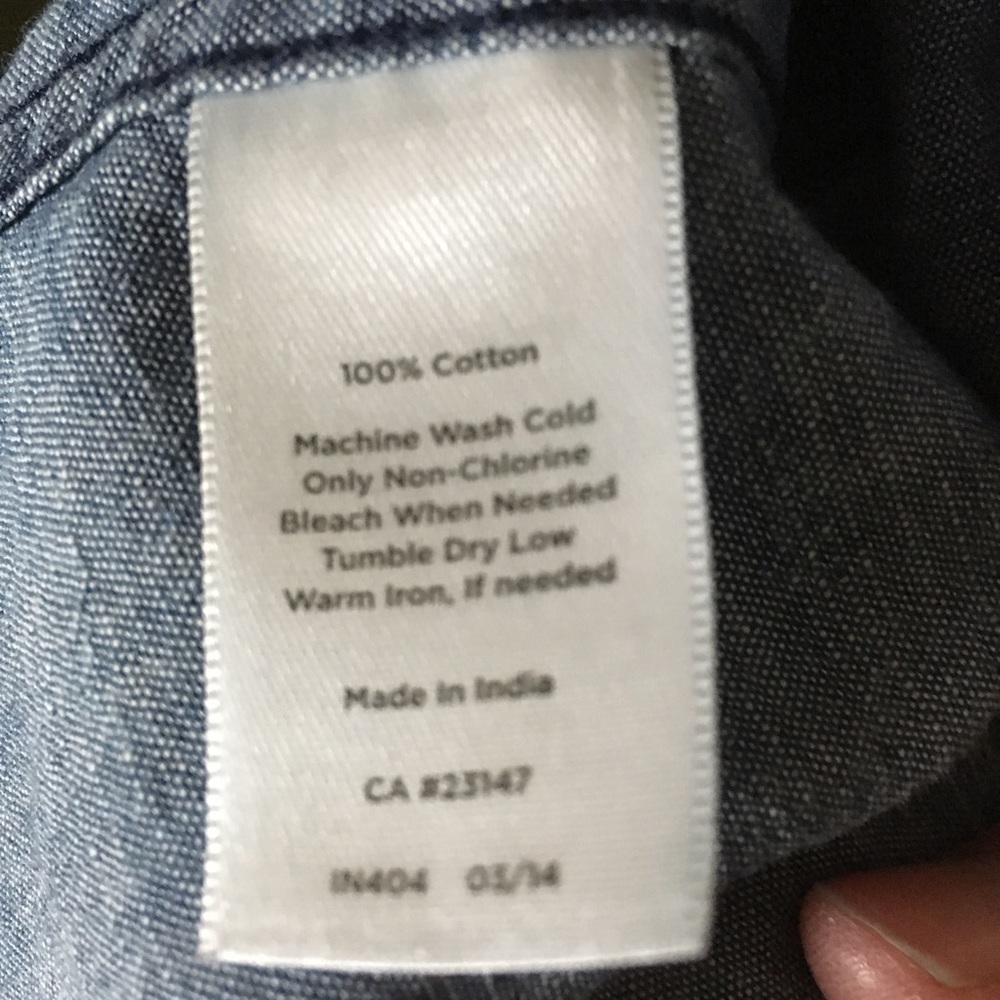 100% Cotton
Machine Wash Cold
Only Non-Chlorine
Bleach When Needed
Tumble Dry Low
Warm Iron, If needed
Made in India
CA #23147
IN404 03/14